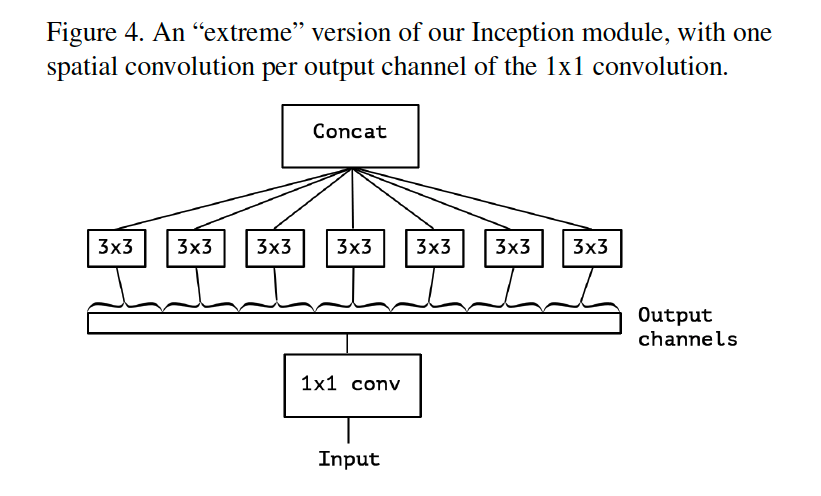 Figure 4. An “extreme” version of our Inception module, with one
spatial convolution per output channel of the 1x1 convolution.
Concat
3x3 3x3 3x3 3x3 3x3 3x3 3x3
Output
channels
1x1 conv
Input